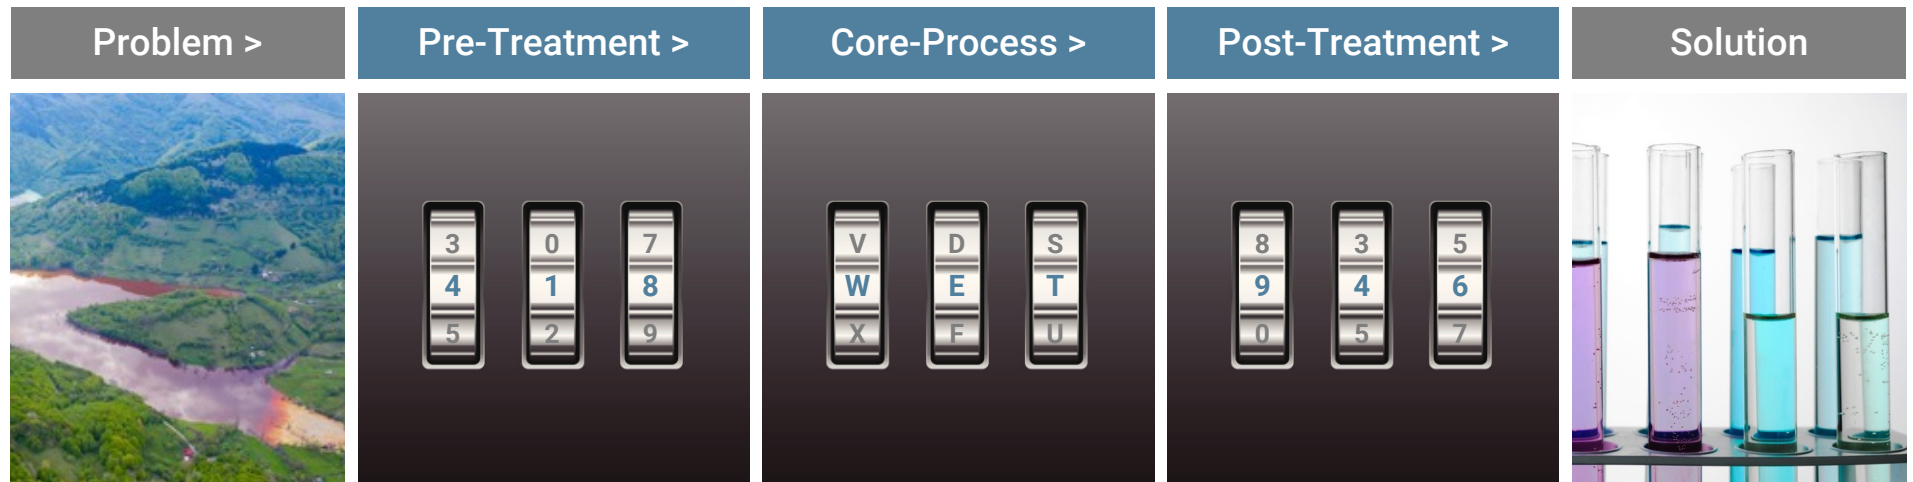 Problem >
Pre-Treatment >
Core-Process >
Post-Treatment >
Solution
3 0 7
4 1 8
5 2 9
V D S
W E T
X F U
8 3 5
9 4 6
0 5 7